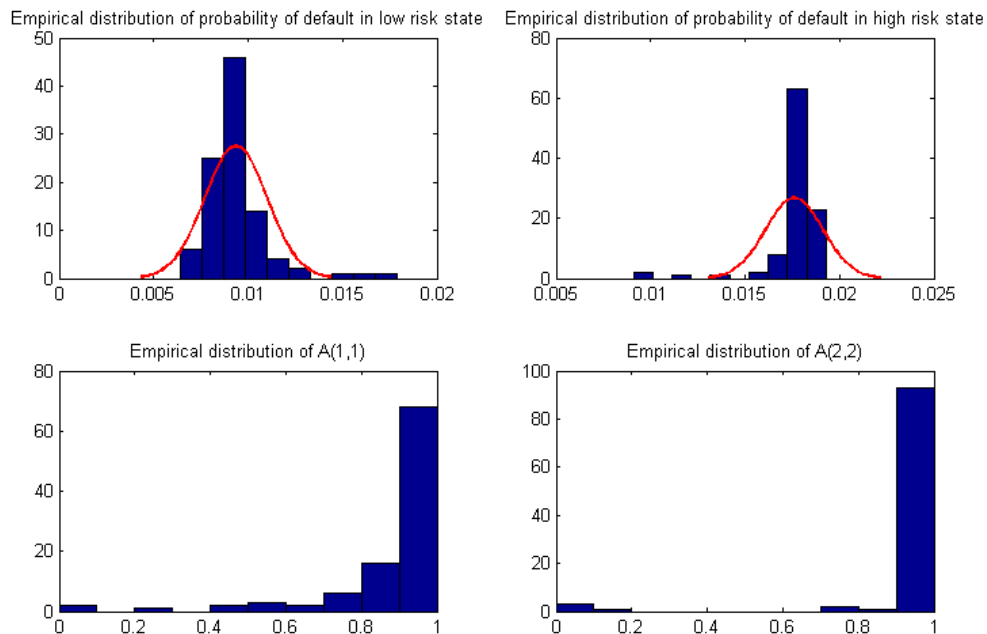 Empirical distribution of probability of default in low risk state
50
40
30
20
10
0
0 0.005 0.01 0.015 0.02
Empirical distribution of probability of default in high risk state
80
60
40
20
0
0.005 0.01 0.015 0.02 0.025
Empirical distribution of A(1,1)
80
60
40
20
0
0 0.2 0.4 0.6 0.8 1
Empirical distribution of A(2,2)
100
80
60
40
20
0
0 0.2 0.4 0.6 0.8 1